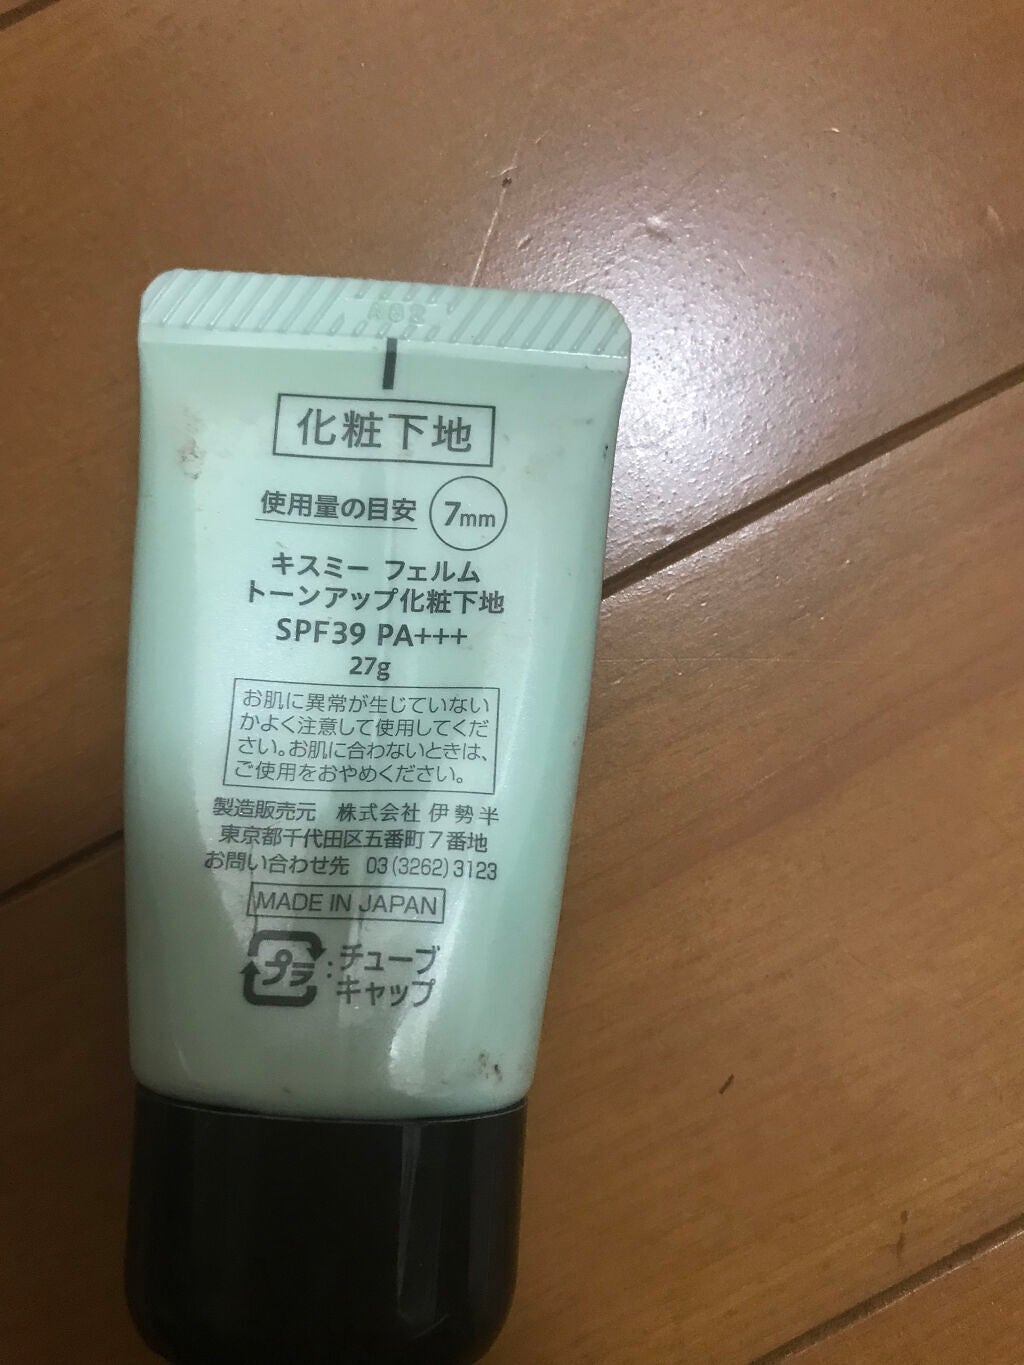 化粧下地
使用量の目安 7mm
キスミー フェルム
トーンアップ化粧下地
SPF39 PA+++
27g
お肌に異常が生じていない
かよく注意して使用してくだ
さい。お肌に合わないときは、
ご使用をおやめください。
製造販売元 株式会社 伊勢半
東京都千代田区五番町7番地
お問い合わせ先 03(3262)3123
MADE IN JAPAN
プラ:チューブ
キャップ